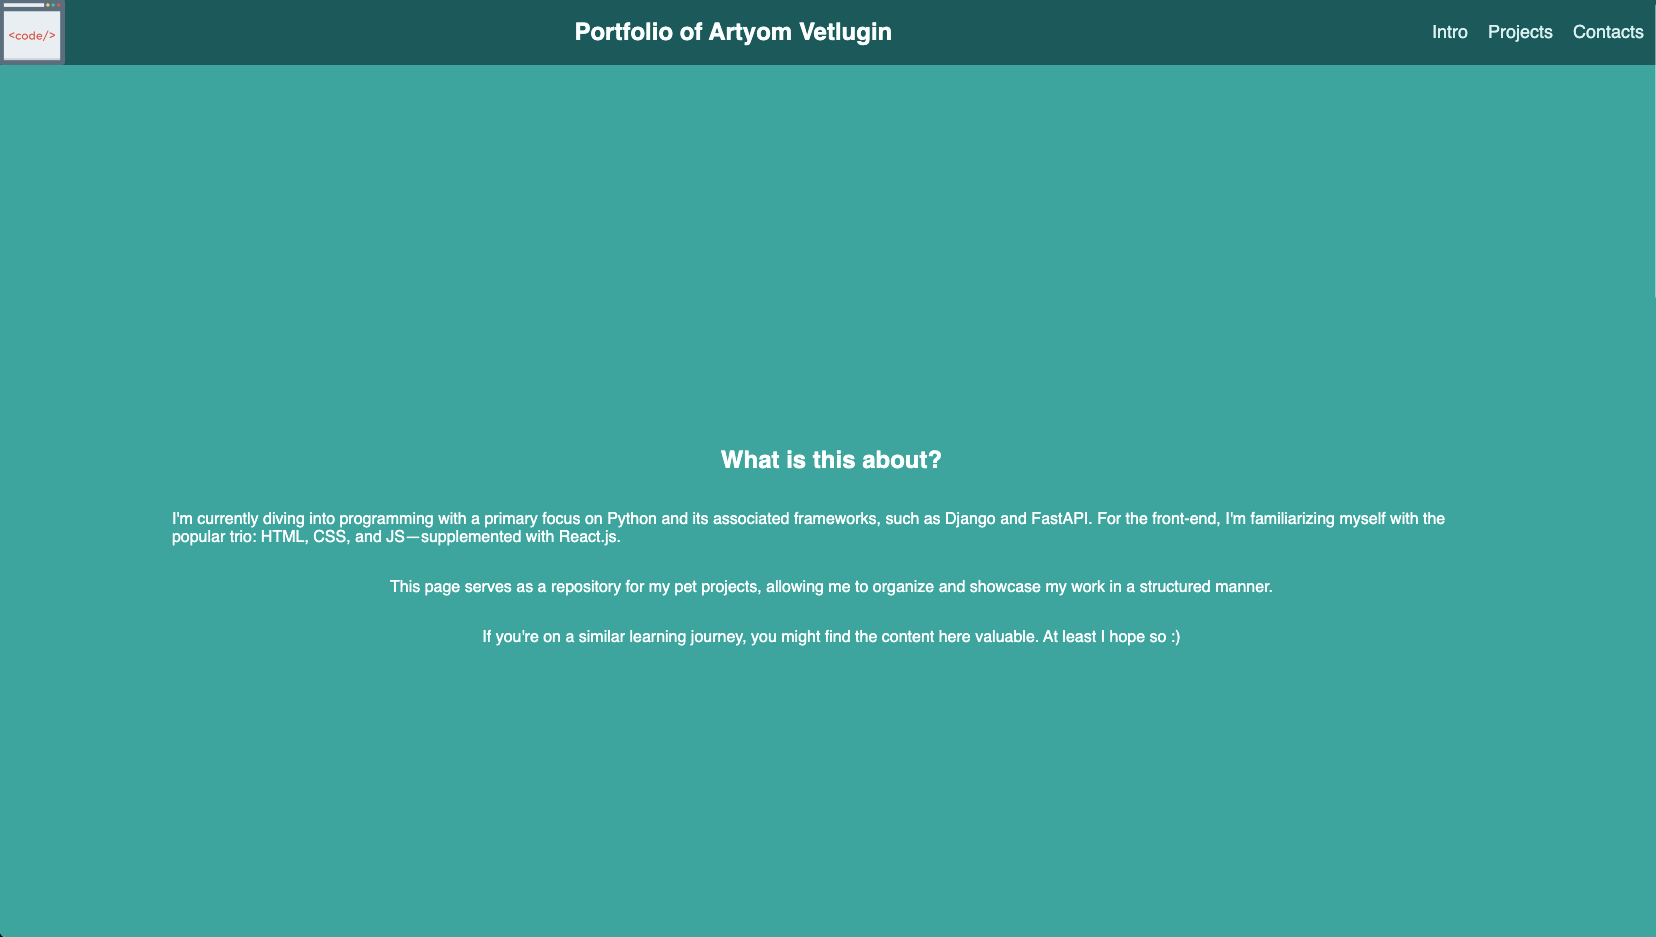 <code/>
Portfolio of Artyom Vetlugin
Intro Projects Contacts
What is this about?
I'm currently diving into programming with a primary focus on Python and its associated frameworks, such as Django and FastAPI. For the front-end, I'm familiarizing myself with the
popular trio: HTML, CSS, and JS—supplemented with React.js.
This page serves as a repository for my pet projects, allowing me to organize and showcase my work in a structured manner.
If you're on a similar learning journey, you might find the content here valuable. At least I hope so :)